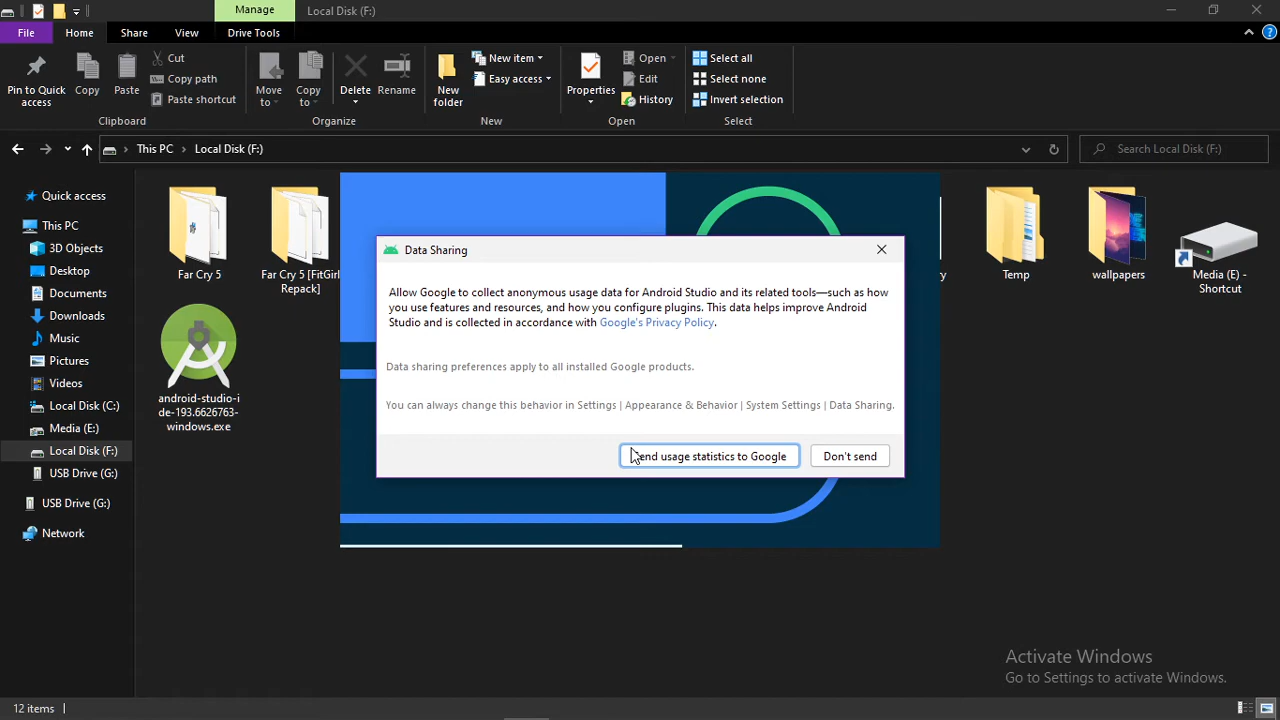 Manage
Local Disk (F:)
File
Home
Share
View
Drive Tools
Pin to Quick
access
Copy
Paste
Cut
Copy path
Paste shortcut
Clipboard
Move
to
Copy
to
Delete
Rename
Organize
New
folder
New item
Easy access
New
Properties
Open
Edit
History
Open
Select all
Select none
Invert selection
Select
This PC
Local Disk (F:)
Search Local Disk (F:)
Quick access
This PC
3D Objects
Desktop
Documents
Downloads
Music
Pictures
Videos
Local Disk (C:)
Media (E:)
Local Disk (F:)
USB Drive (G:)
USB Drive (G:)
Network
Far Cry 5
Far Cry 5 [FitGirl
Repack]
Temp
wallpapers
Media (E) -
Shortcut
android-studio-i
de-193.6626763-
windows.exe
Data Sharing
Allow Google to collect anonymous usage data for Android Studio and its related tools—such as how
you use features and resources, and how you configure plugins. This data helps improve Android
Studio and is collected in accordance with Google's Privacy Policy.
Data sharing preferences apply to all installed Google products.
You can always change this behavior in Settings | Appearance & Behavior | System Settings | Data Sharing.
Send usage statistics to Google
Don't send
Activate Windows
Go to Settings to activate Windows.
12 items